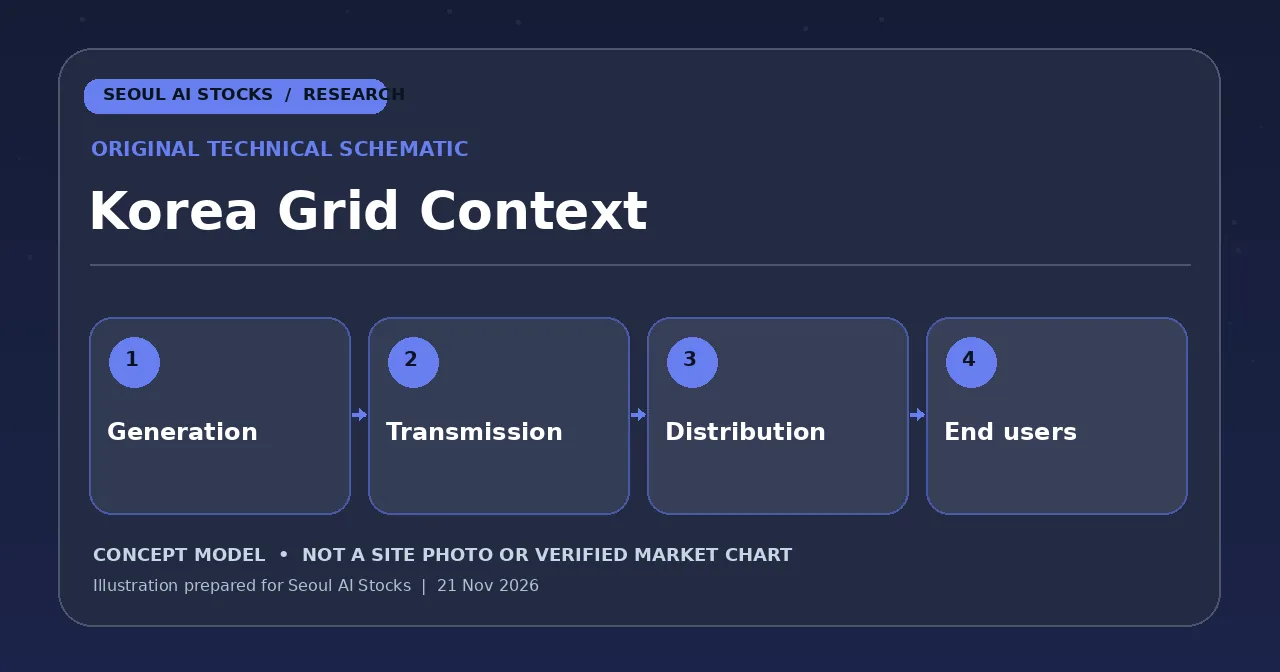 SEOUL AI STOCKS / RESEARCH
ORIGINAL TECHNICAL SCHEMATIC
Korea Grid Context
1
Generation
2
Transmission
3
Distribution
4
End users
CONCEPT MODEL • NOT A SITE PHOTO OR VERIFIED MARKET CHART
Illustration prepared for Seoul AI Stocks | 21 Nov 2026